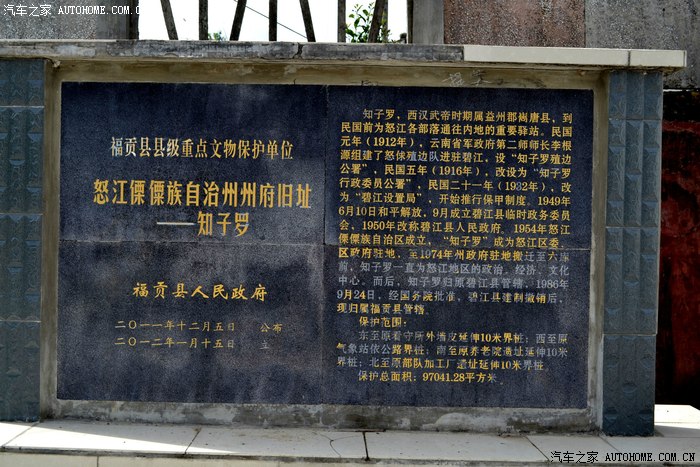 汽车之家 AUTOHOME.COM.CN
汽车之家 AUTOHOME.COM.CN
福贡县县级重点文物保护单位
怒江傈僳族自治州州府旧址
——知子罗
福贡县人民政府
二〇一一年十二月五日 公布
二〇一二年一月十五日 立
知子罗，西汉武帝时期属益州郡嶲唐县，到
民国前为怒江各部落通往内地的重要驿站。民国
元年（1912年），云南省军政府第二师师长李根
源组建了怒俅殖边队进驻碧江，设“知子罗殖边
公署”，民国五年（1916年），改设为“知子罗
行政委员公署”，民国二十一年（1932年），改
为“碧江设置局”，开始推行保甲制度。1949年
6月10日和平解放，9月成立碧江县临时政务委员
会，1950年改称碧江县人民政府。1954年怒江
傈僳族自治区成立，“知子罗”成为怒江区委、
区政府驻地，至1974年州政府驻地搬迁至六库
前，知子罗一直为怒江地区的政治、经济、文化
中心。而后，知子罗归原碧江县管辖，1986年
9月24日，经国务院批准，碧江县建制撤销后，
现归属福贡县管辖。
保护范围：
东至原看守所外墙皮延伸10米界桩；西至原
气象站依公路界桩；南至原养老院遗址延伸10米
界桩；北至原部队加工厂遗址延伸10米界桩
保护总面积：97041.28平方米
汽车之家 AUTOHOME.COM.CN
汽车之家 AUTOHOME.COM.CN